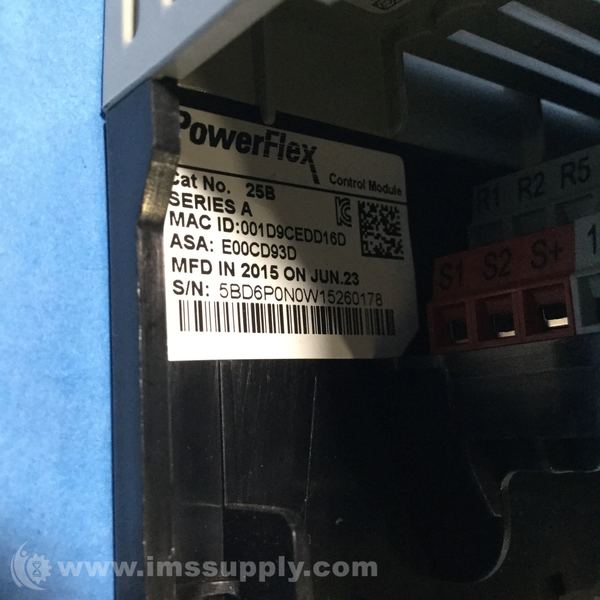 PowerFlex
Control Module
Cat No. 25B
SERIES A
MAC ID:001D9CEDD16D
ASA: E00CD93D
MFD IN 2015 ON JUN.23
S/N: 5BD6P0N0W15260178
R1 R2 R5
S1 S2 S+ 1
www.imssupply.com